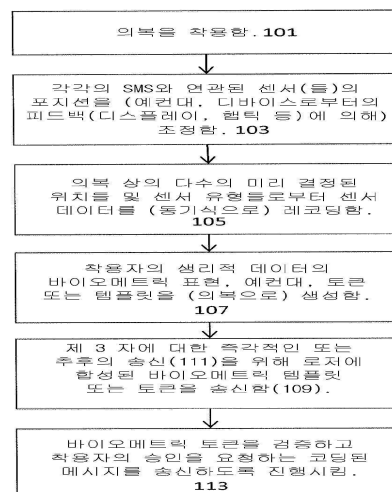 의복을 착용함. 101
각각의 SMS와 연관된 센서(들)의
포지션을 (예컨대, 디바이스로부터의
피드백(디스플레이, 햅틱 등)에 의해)
조정함. 103
의복 상의 다수의 미리 결정된
위치들 및 센서 유형들로부터 센서
데이터를 (동기식으로) 레코딩함.
105
착용자의 생리적 데이터의
바이오메트릭 표현, 예컨대, 토큰
또는 템플릿을 (의복으로) 생성함.
107
제 3 자에 대한 즉각적인 또는
추후의 송신(111)을 위해 로저에
합성된 바이오메트릭 템플릿
또는 토큰을 송신함(109).
바이오메트릭 토큰을 검증하고
착용자의 승인을 요청하는 코딩된
메시지를 송신하도록 진행시킴.
113